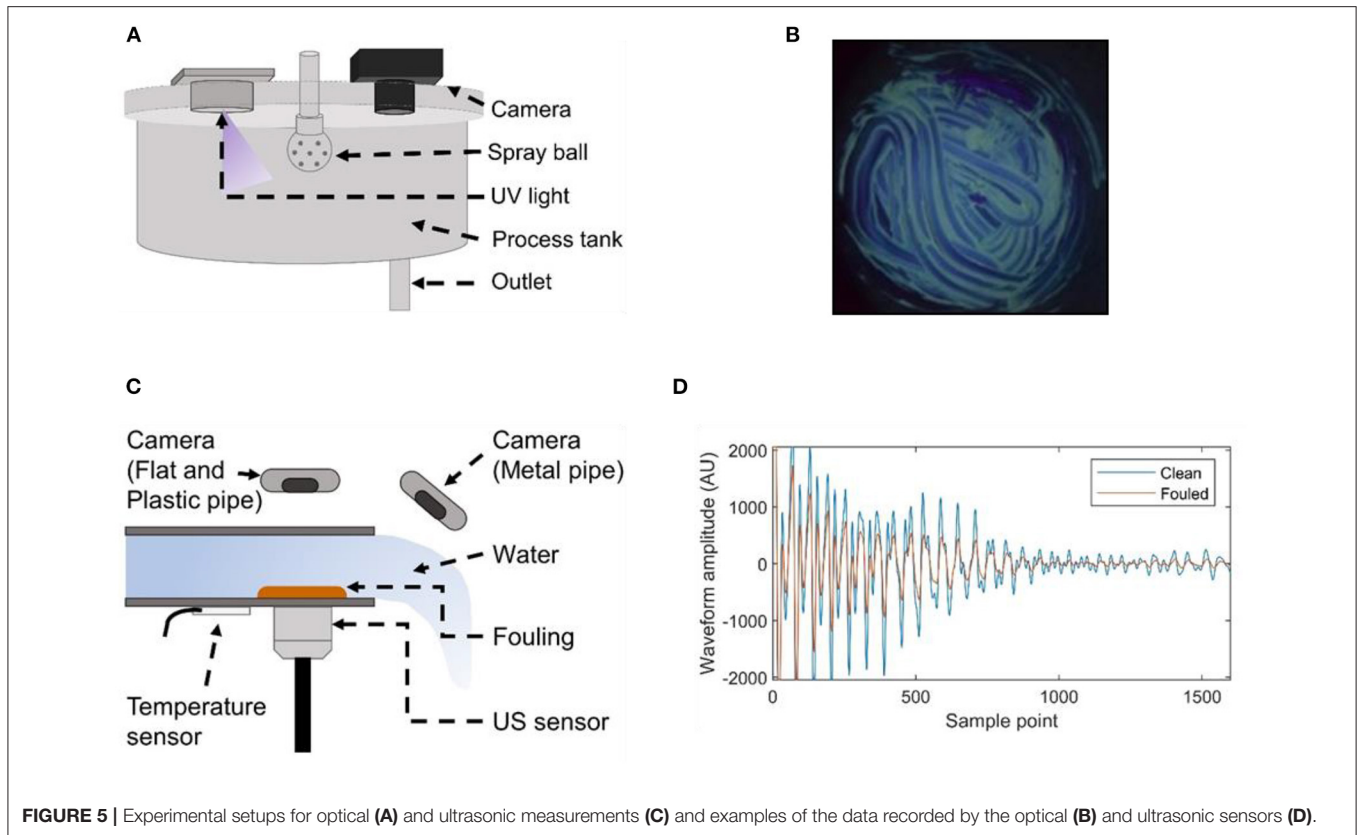 A
Camera
Spray ball
UV light
Process tank
Outlet
B
C
Camera
(Flat and
Plastic pipe)
Camera
(Metal pipe)
Water
Fouling
US sensor
Temperature
sensor
D
Waveform amplitude (AU)
2000
1000
0
-1000
-2000
Clean
Fouled
0
500
1000
1500
Sample point
FIGURE 5 | Experimental setups for optical (A) and ultrasonic measurements (C) and examples of the data recorded by the optical (B) and ultrasonic sensors (D).